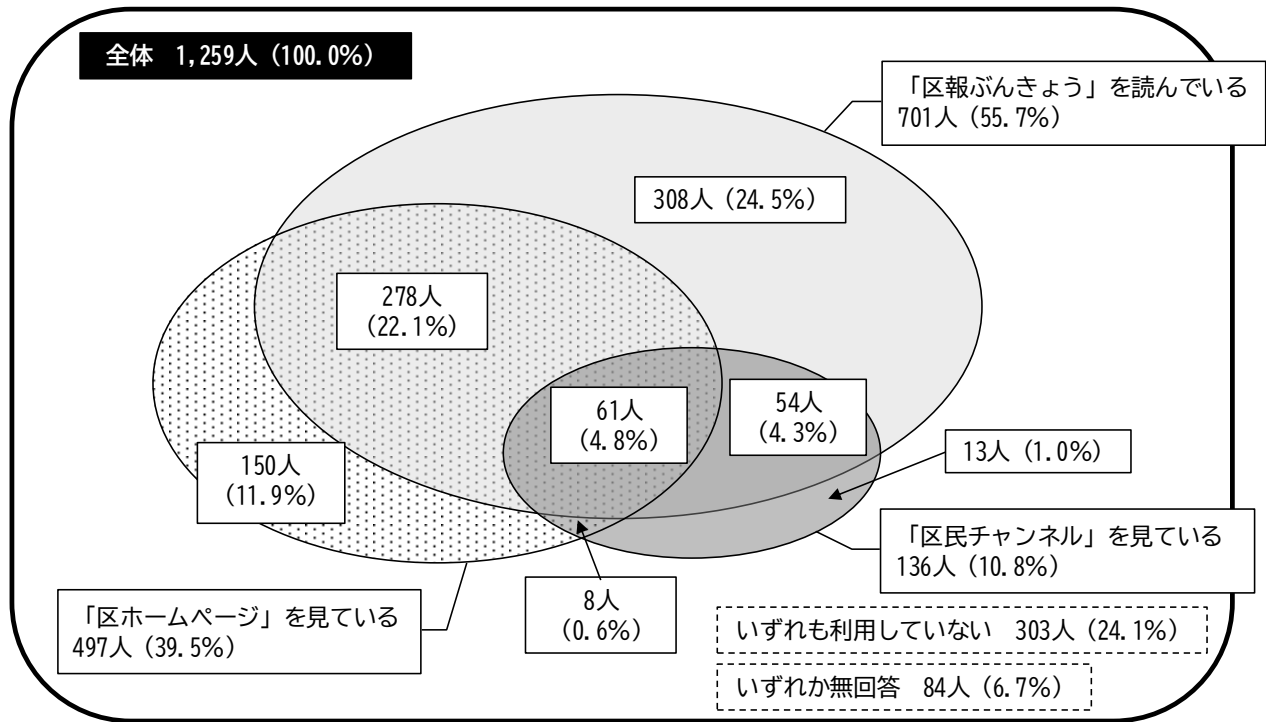 全体 1,259人(100.0%)
「区報ぶんきょう」を読んでいる
701人(55.7%)
308人(24.5%)
278人
(22.1%)
61人
(4.8%)
54人
(4.3%)
13人(1.0%)
150人
(11.9%)
「区民チャンネル」を見ている
136人(10.8%)
8人
(0.6%)
「区ホームページ」を見ている
497人(39.5%)
いずれも利用していない 303人(24.1%)
いずれか無回答 84人(6.7%)